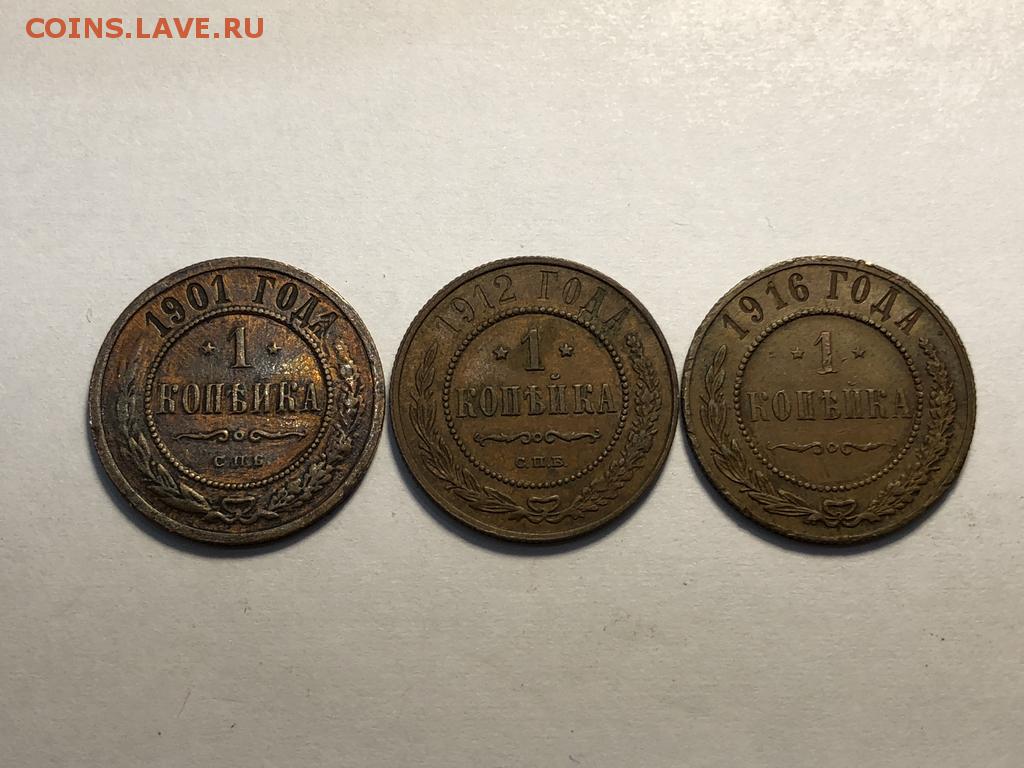 COINS.LAVE.RU
1901 ГОДА
1
КОПѢЙКА
С.П.Б.
1912 ГОДА
1
КОПѢЙКА
С.П.Б.
1916 ГОДА
1
КОПѢЙКА